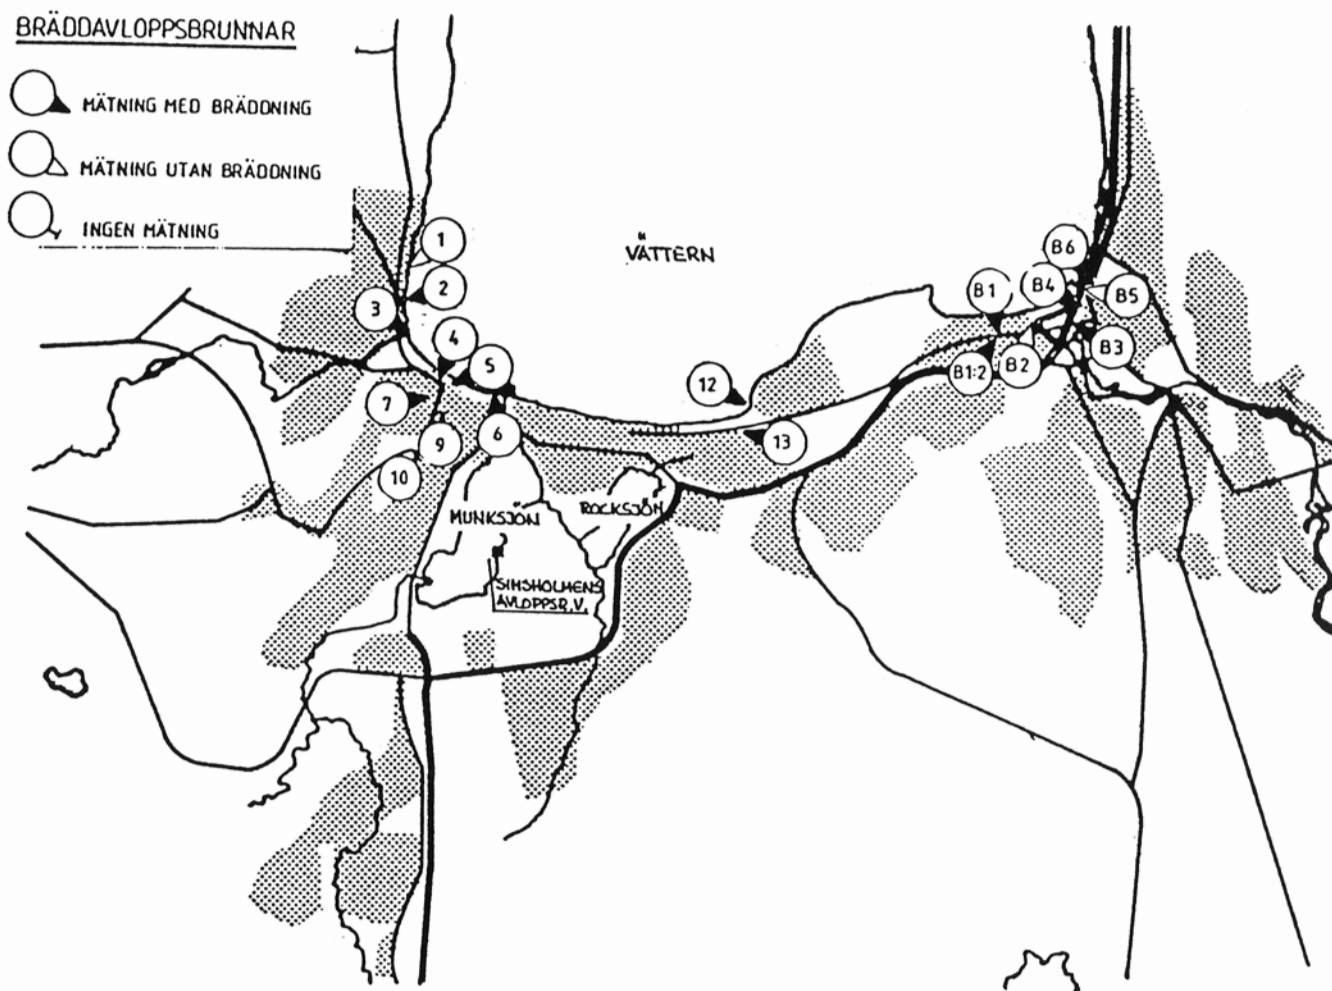 BRÄDDAVLOPPSBRUNNAR
MÄTNING MED BRÄDDNING
MÄTNING UTAN BRÄDDNING
INGEN MÄTNING
VÄTTERN
1
2
3
4
5
7
6
9
10
12
13
B6
B1
B4
B5
B3
B1:2
B2
MUNKSJÖN
ROCKSJÖN
SIMSHOLMENS
AVLOPPSR.V.